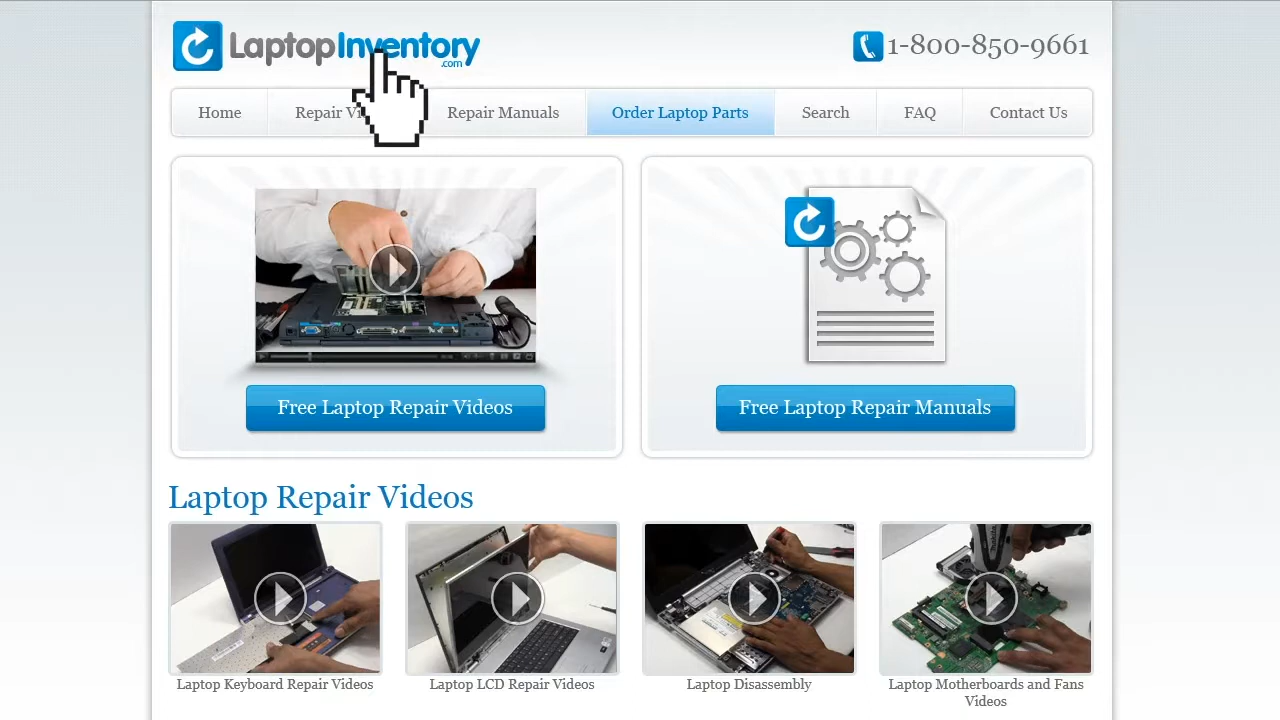 LaptopInventory
.com
1-800-850-9661
Home
Repair Vi
Repair Manuals
Order Laptop Parts
Search
FAQ
Contact Us
Free Laptop Repair Videos
Free Laptop Repair Manuals
Laptop Repair Videos
Laptop Keyboard Repair Videos
Laptop LCD Repair Videos
Laptop Disassembly
Laptop Motherboards and Fans
Videos